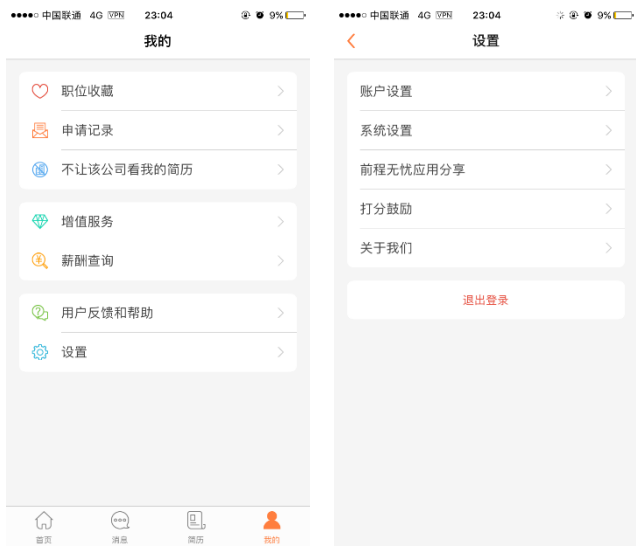 中国联通 4G VPN 23:04 9%
我的
职位收藏
申请记录
不让该公司看我的简历
增值服务
薪酬查询
用户反馈和帮助
设置
首页 消息 简历 我的
中国联通 4G VPN 23:04 9%
设置
账户设置
系统设置
前程无忧应用分享
打分鼓励
关于我们
退出登录